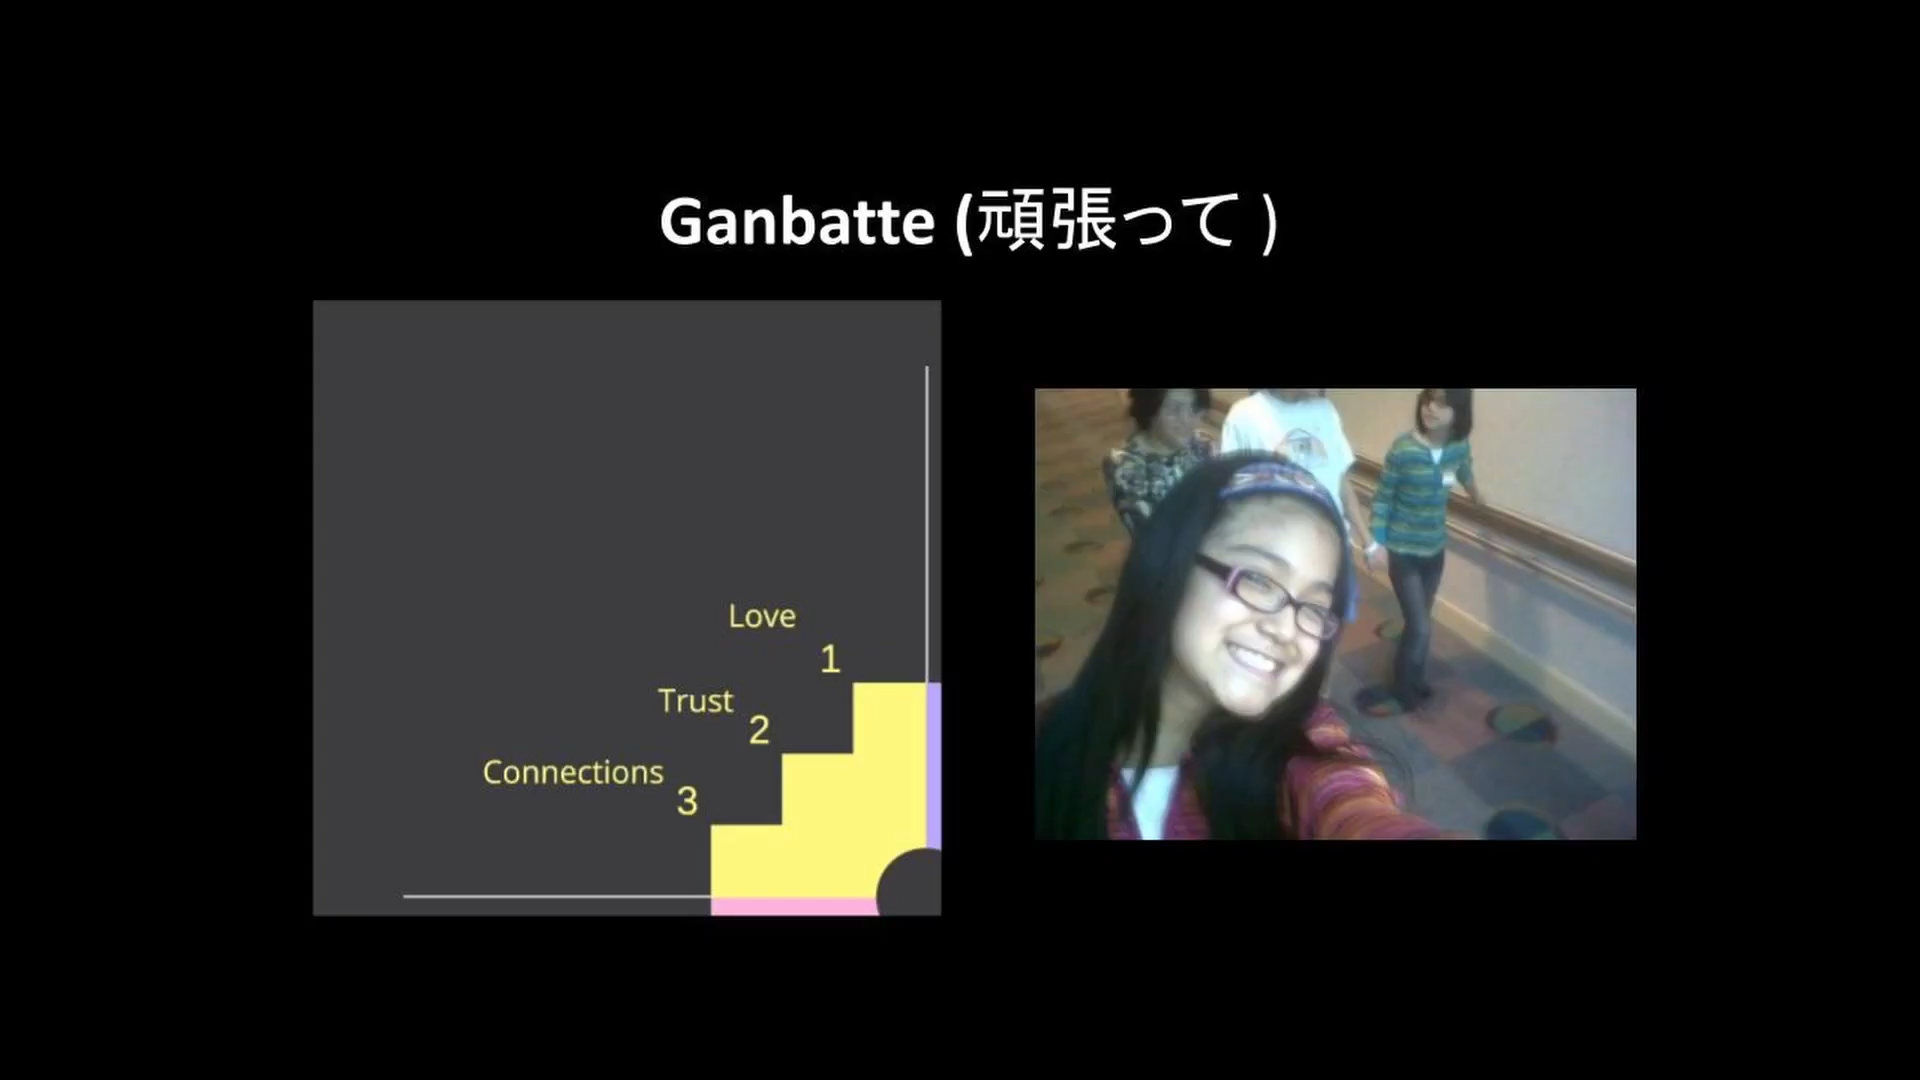 Ganbatte (頑張って )
Love
1
Trust
2
Connections
3